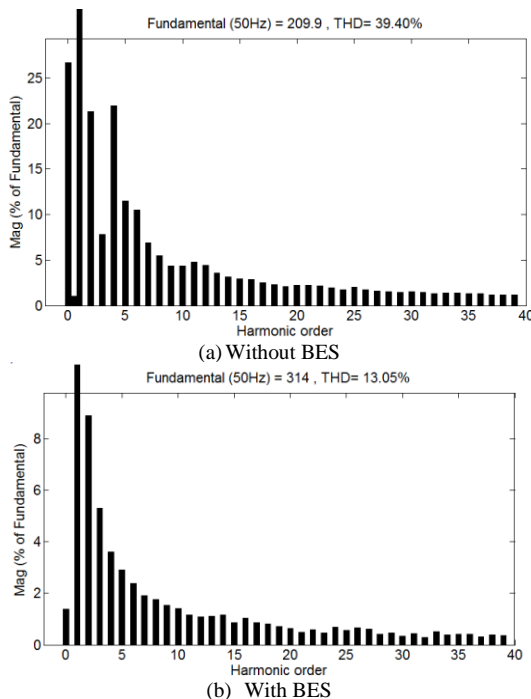 Fundamental (50Hz) = 209.9 , THD= 39.40%
Mag (% of Fundamental)
25
20
15
10
5
0
0 5 10 15 20 25 30 35 40
Harmonic order
(a) Without BES
Fundamental (50Hz) = 314 , THD= 13.05%
Mag (% of Fundamental)
8
6
4
2
0
0 5 10 15 20 25 30 35 40
Harmonic order
(b) With BES